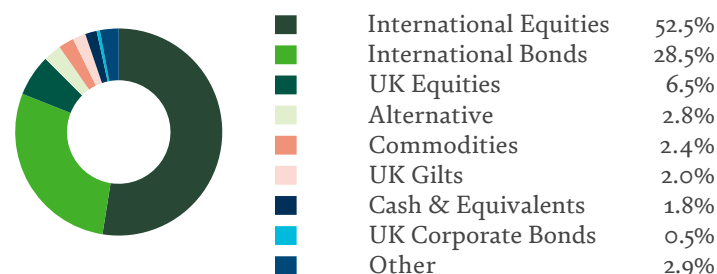 International Equities 52.5%
International Bonds 28.5%
UK Equities 6.5%
Alternative 2.8%
Commodities 2.4%
UK Gilts 2.0%
Cash & Equivalents 1.8%
UK Corporate Bonds 0.5%
Other 2.9%